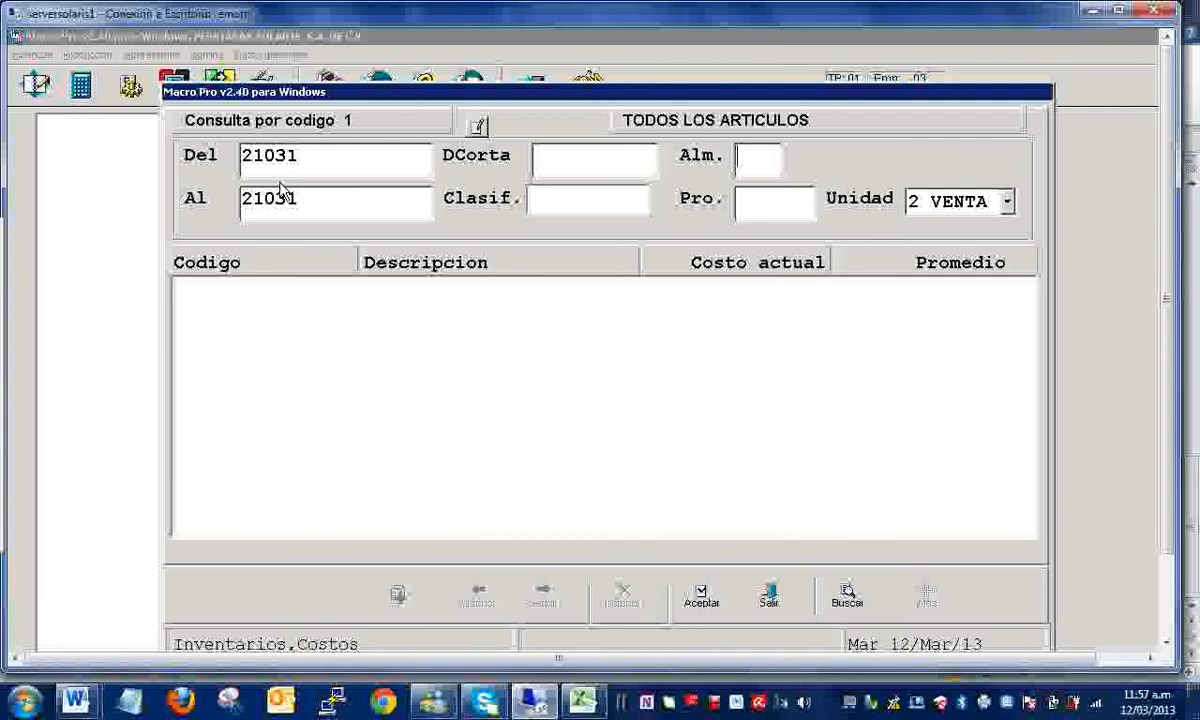 serversolaris1 - Conexión a Escritorio remoto
TP: 01 Emp: -03
Macro Pro v2.40 para Windows
Consulta por codigo 1
TODOS LOS ARTICULOS
Del 21031 DCorta Alm.
Al 21031 Clasif. Pro. Unidad 2 VENTA
Codigo Descripcion Costo actual Promedio
Aceptar Salir Buscar
Inventarios,Costos Mar 12/Mar/13
11:57 a.m.
12/03/2013